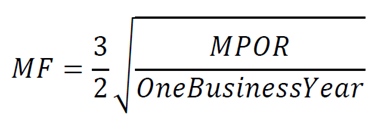 MF = 3/2 √(MPOR / OneBusinessYear)